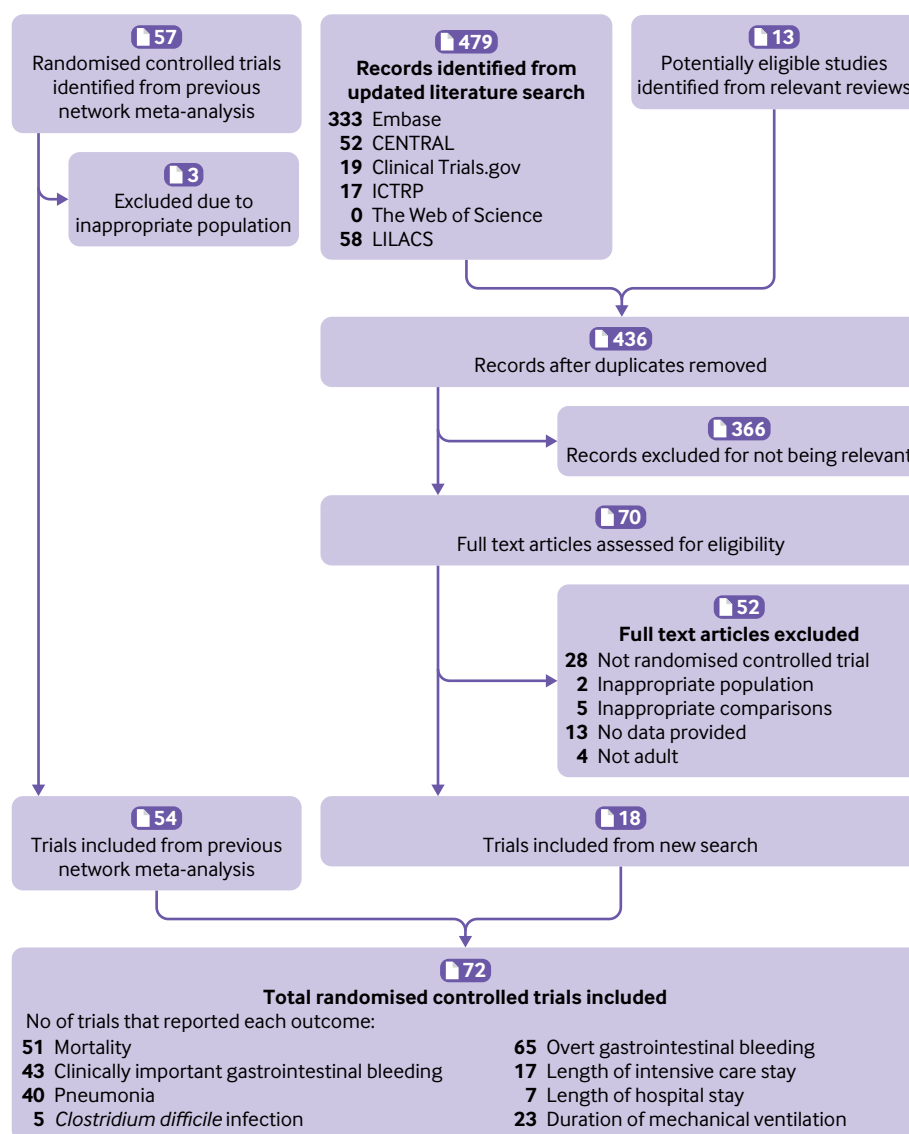 57
Randomised controlled trials
identified from previous
network meta-analysis
3
Excluded due to
inappropriate population
479
Records identified from
updated literature search
333 Embase
52 CENTRAL
19 Clinical Trials.gov
17 ICTRP
0 The Web of Science
58 LILACS
13
Potentially eligible studies
identified from relevant reviews
436
Records after duplicates removed
366
Records excluded for not being relevant
70
Full text articles assessed for eligibility
52
Full text articles excluded
28 Not randomised controlled trial
2 Inappropriate population
5 Inappropriate comparisons
13 No data provided
4 Not adult
54
Trials included from previous
network meta-analysis
18
Trials included from new search
72
Total randomised controlled trials included
No of trials that reported each outcome:
51 Mortality
43 Clinically important gastrointestinal bleeding
40 Pneumonia
5 Clostridium difficile infection
65 Overt gastrointestinal bleeding
17 Length of intensive care stay
7 Length of hospital stay
23 Duration of mechanical ventilation